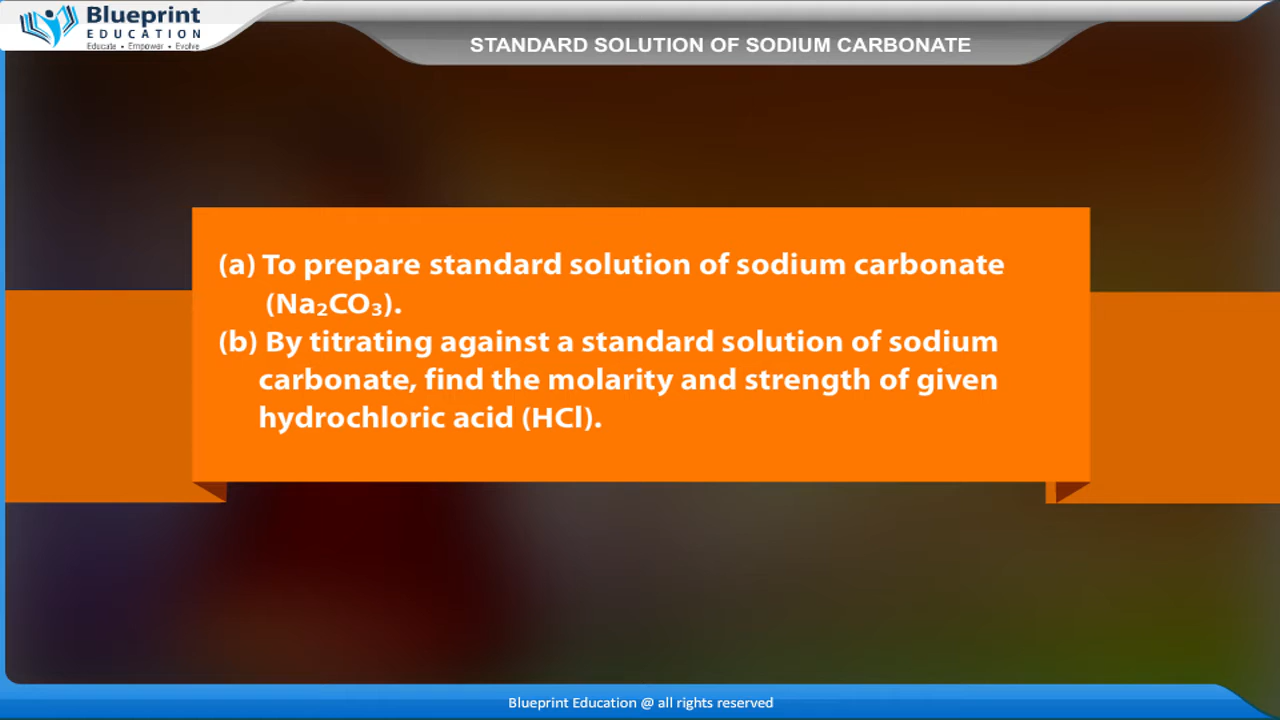 Blueprint
EDUCATION
Educate • Empower • Evolve
STANDARD SOLUTION OF SODIUM CARBONATE
(a) To prepare standard solution of sodium carbonate
(Na₂CO₃).
(b) By titrating against a standard solution of sodium
carbonate, find the molarity and strength of given
hydrochloric acid (HCl).
Blueprint Education @ all rights reserved